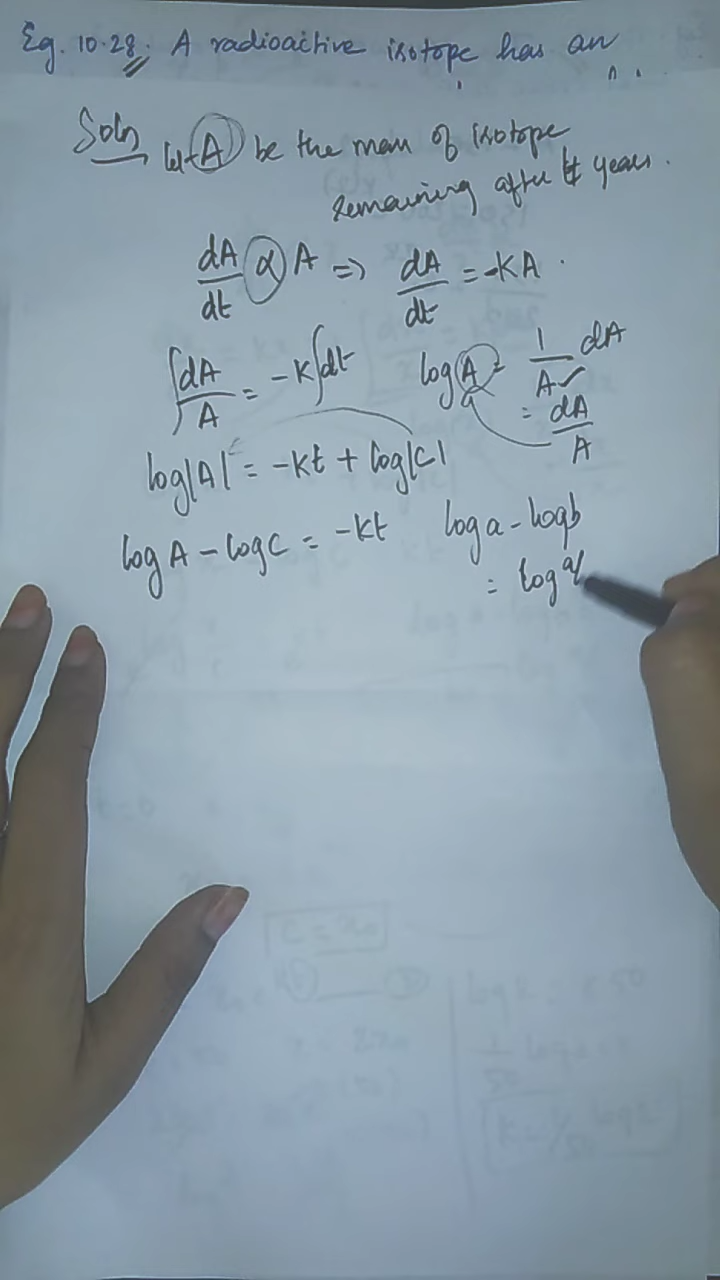 Eg. 10.28. A radioactive isotope has an
Soln let A be the mass of isotope
remaining after t years.
dA/dt ∝ A => dA/dt = -KA.
∫dA/A = -K∫dt
log A = 1/A dA
= dA/A
log|A| = -Kt + log|C|
log A - log C = -Kt
log a - log b
= log a/
C = 
log